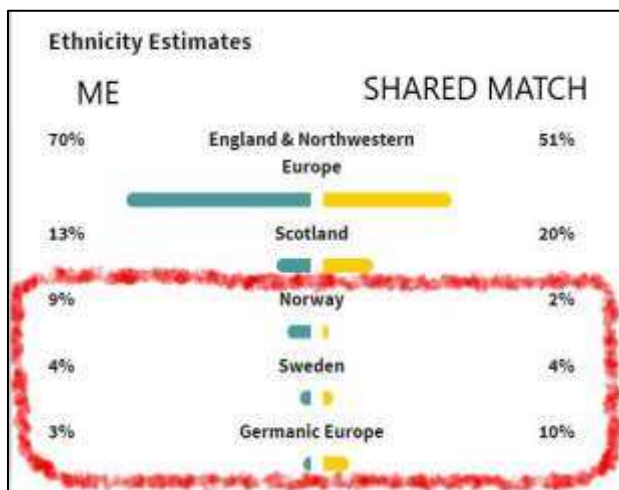 Ethnicity Estimates
ME SHARED MATCH
70% England & Northwestern Europe 51%
13% Scotland 20%
9% Norway 2%
4% Sweden 4%
3% Germanic Europe 10%